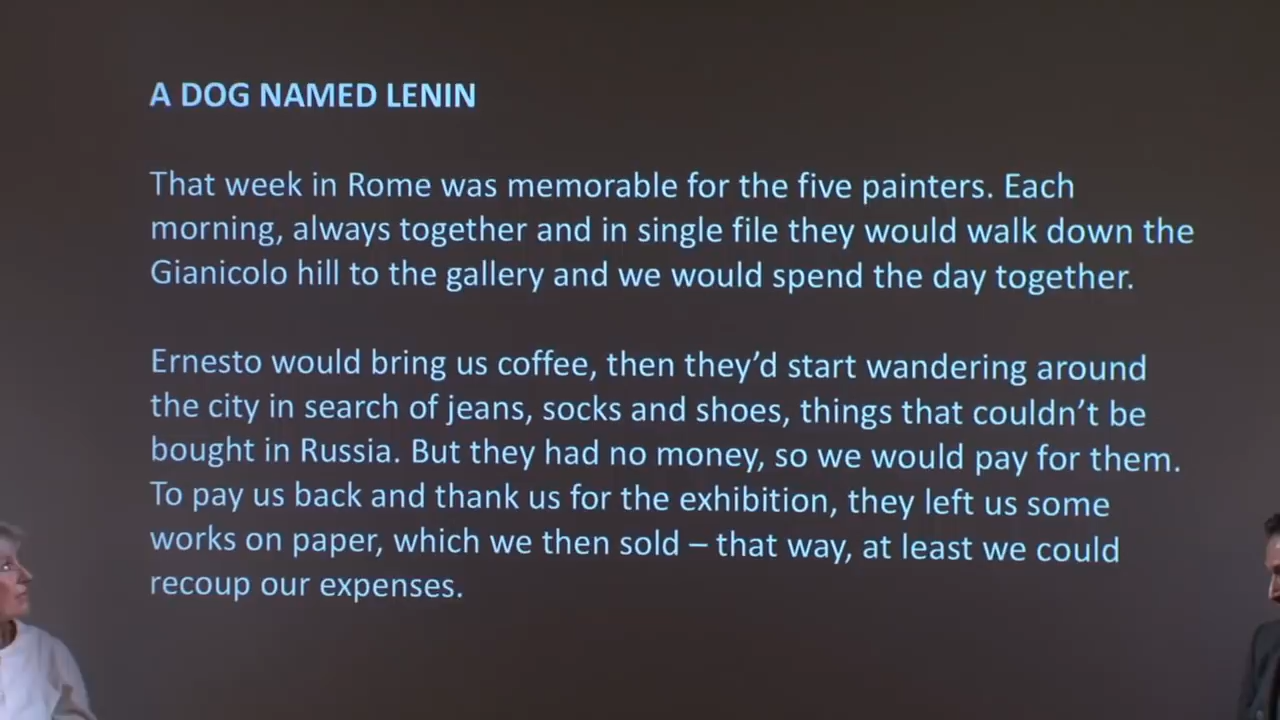 A DOG NAMED LENIN
That week in Rome was memorable for the five painters. Each
morning, always together and in single file they would walk down the
Gianicolo hill to the gallery and we would spend the day together.
Ernesto would bring us coffee, then they’d start wandering around
the city in search of jeans, socks and shoes, things that couldn’t be
bought in Russia. But they had no money, so we would pay for them.
To pay us back and thank us for the exhibition, they left us some
works on paper, which we then sold – that way, at least we could
recoup our expenses.